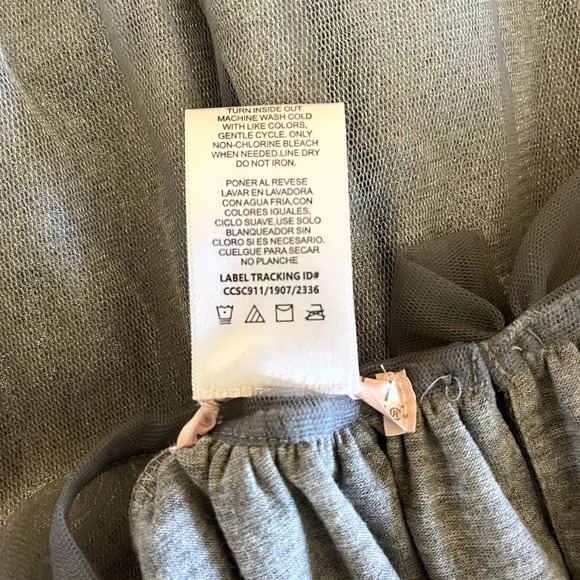 TURN INSIDE OUT
MACHINE WASH COLD
WITH LIKE COLORS,
GENTLE CYCLE. ONLY
NON-CHLORINE BLEACH
WHEN NEEDED.LINE DRY
DO NOT IRON.
PONER AL REVESE
LAVAR EN LAVADORA
CON AGUA FRIA,CON
COLORES IGUALES,
CICLO SUAVE,USE SOLO
BLANQUEADOR SIN
CLORO SI ES NECESARIO.
CUELGUE PARA SECAR
NO PLANCHE
LABEL TRACKING ID#
CCSC911/1907/2336
®